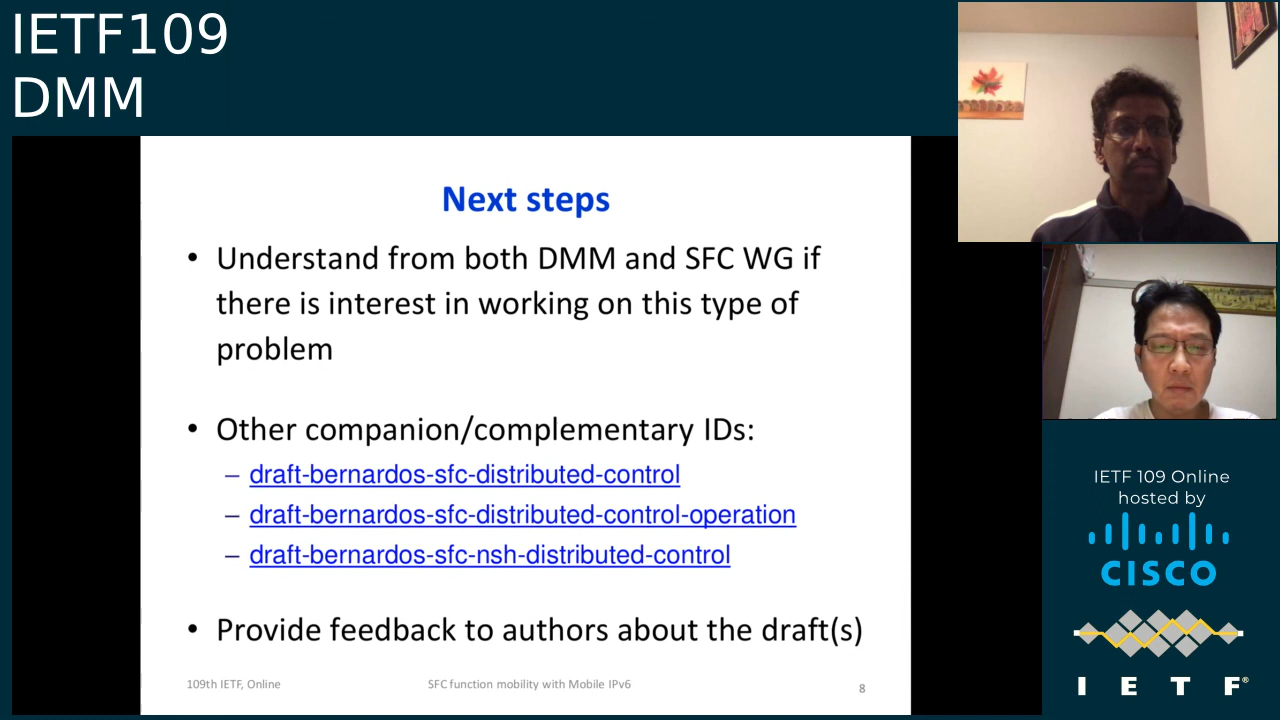 IETF109
DMM
Next steps
• Understand from both DMM and SFC WG if
there is interest in working on this type of
problem
• Other companion/complementary IDs:
– draft-bernardos-sfc-distributed-control
– draft-bernardos-sfc-distributed-control-operation
– draft-bernardos-sfc-nsh-distributed-control
• Provide feedback to authors about the draft(s)
109th IETF, Online
SFC function mobility with Mobile IPv6
8
IETF 109 Online
hosted by
CISCO
I E T F®